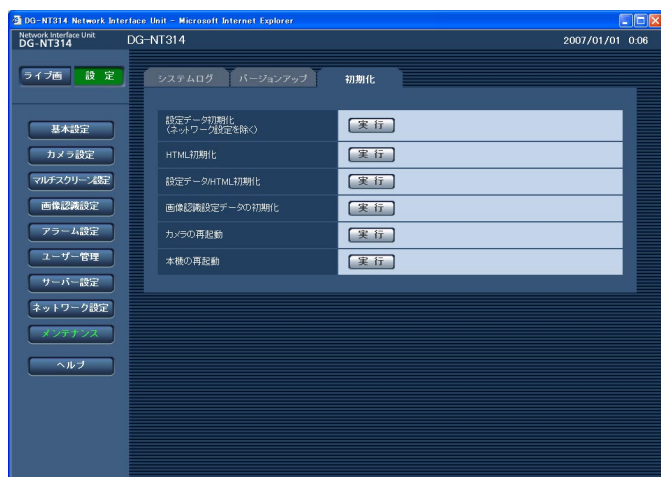 DG-NT314 Network Interface Unit - Microsoft Internet Explorer
Network Interface Unit
DG-NT314
DG-NT314
2007/01/01 0:06
ライブ画 設 定
システムログ バージョンアップ 初期化
基本設定
カメラ設定
マルチスクリーン設定
画像認識設定
アラーム設定
ユーザー管理
サーバー設定
ネットワーク設定
メンテナンス
ヘルプ
設定データ初期化
(ネットワーク設定を除く) 実 行
HTML初期化 実 行
設定データ/HTML初期化 実 行
画像認識設定データの初期化 実 行
カメラの再起動 実 行
本機の再起動 実 行